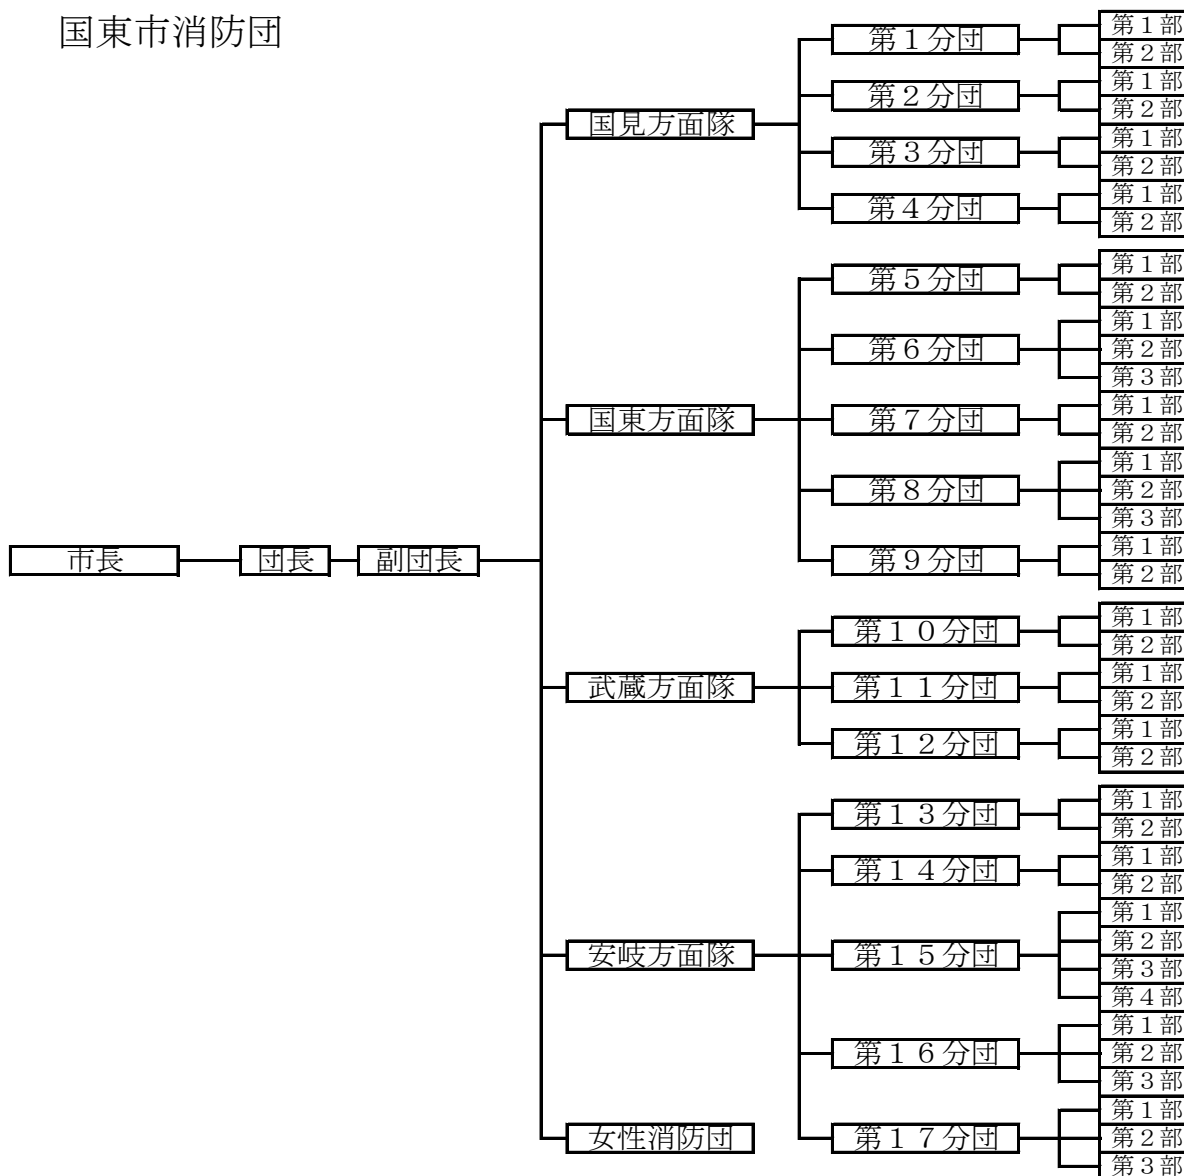 国東市消防団
第１分団
第１部
第２部
第２分団
第１部
第２部
国見方面隊
第３分団
第１部
第２部
第４分団
第１部
第２部
第５分団
第１部
第２部
第６分団
第１部
第２部
第３部
国東方面隊
第７分団
第１部
第２部
第８分団
第１部
第２部
第３部
市長
団長
副団長
第９分団
第１部
第２部
第１０分団
第１部
第２部
武蔵方面隊
第１１分団
第１部
第２部
第１２分団
第１部
第２部
第１３分団
第１部
第２部
第１４分団
第１部
第２部
安岐方面隊
第１５分団
第１部
第２部
第３部
第４部
第１６分団
第１部
第２部
第３部
女性消防団
第１７分団
第１部
第２部
第３部